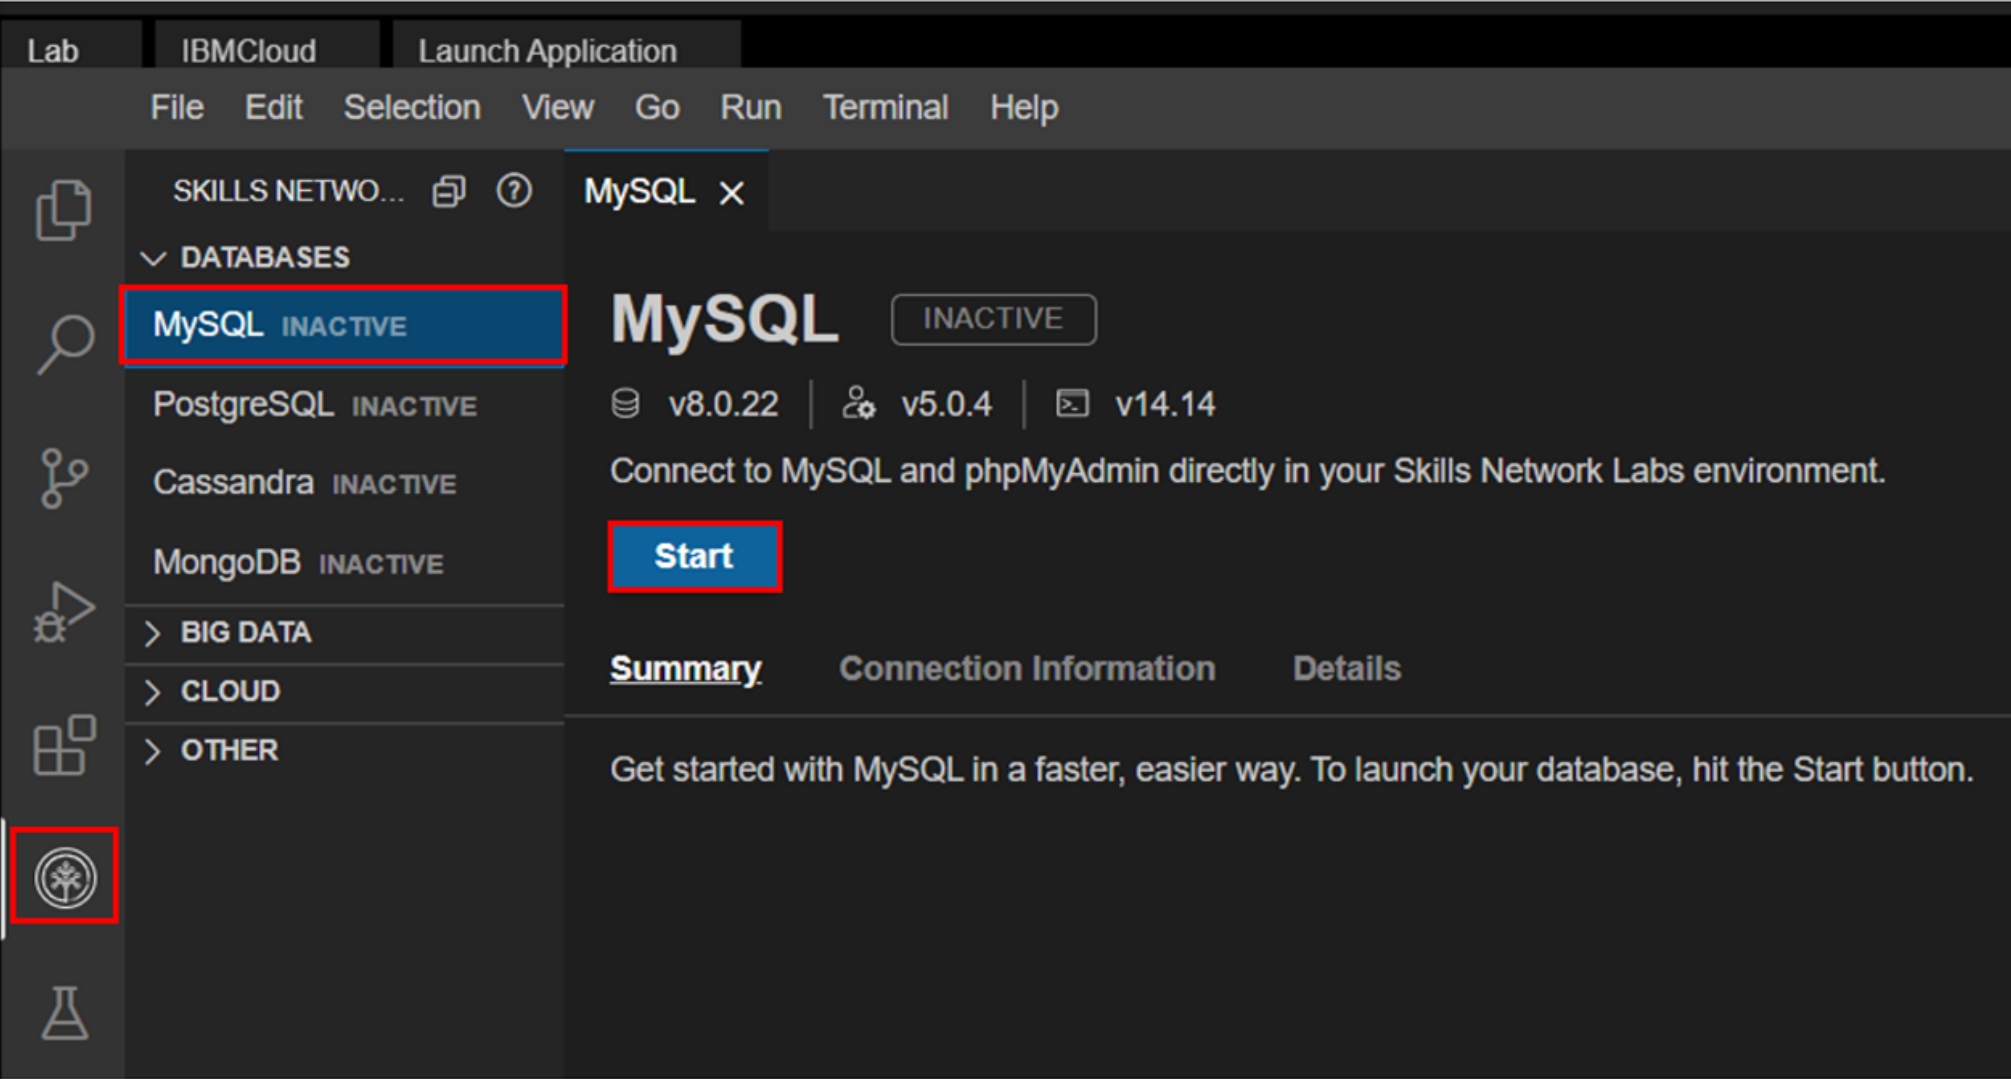 Lab IBMCloud Launch Application
File Edit Selection View Go Run Terminal Help
SKILLS NETWO...
DATABASES
MySQL INACTIVE
PostgreSQL INACTIVE
Cassandra INACTIVE
MongoDB INACTIVE
BIG DATA
CLOUD
OTHER
MySQL
MySQL INACTIVE
v8.0.22 v5.0.4 v14.14
Connect to MySQL and phpMyAdmin directly in your Skills Network Labs environment.
Start
Summary Connection Information Details
Get started with MySQL in a faster, easier way. To launch your database, hit the Start button.